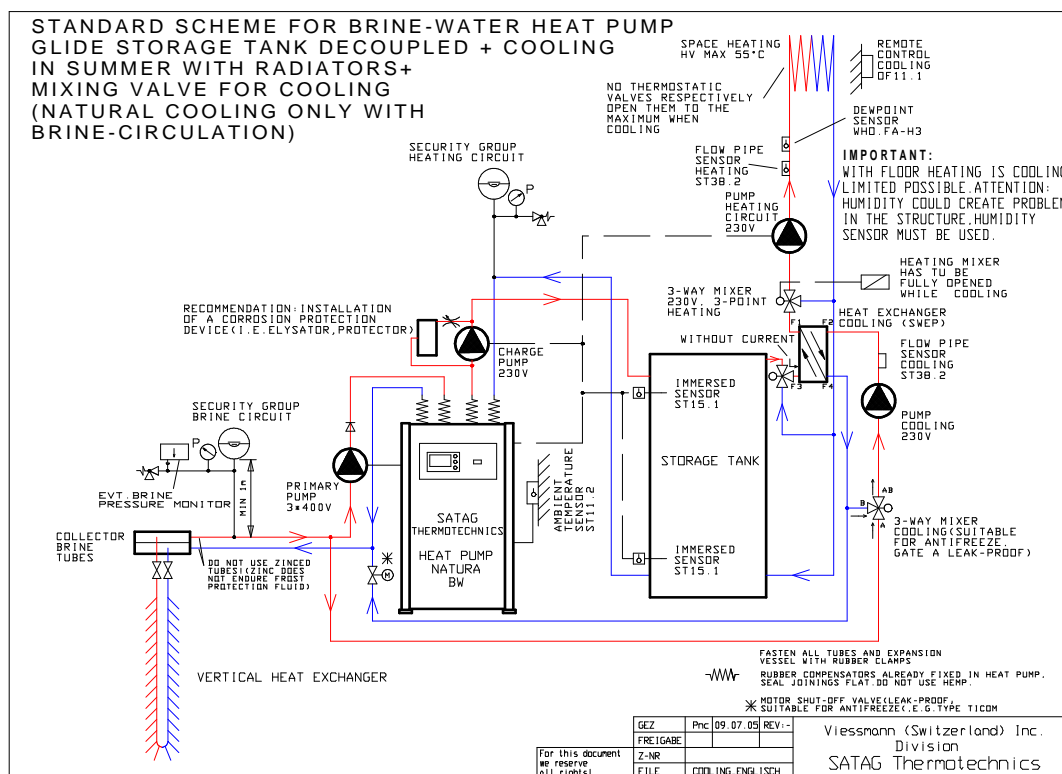 STANDARD SCHEME FOR BRINE-WATER HEAT PUMP
GLIDE STORAGE TANK DECOUPLED + COOLING
IN SUMMER WITH RADIATORS+
MIXING VALVE FOR COOLING
(NATURAL COOLING ONLY WITH
BRINE-CIRCULATION)
SPACE HEATING
HV MAX 55°C
REMOTE
CONTROL
COOLING
OF11.1
NO THERMOSTATIC
VALVES RESPECTIVELY
OPEN THEM TO THE
MAXIMUM WHEN
COOLING
DEWPOINT
SENSOR
WHO.FA-H3
SECURITY GROUP
HEATING CIRCUIT
P
FLOW PIPE
SENSOR
HEATING
ST38.2
IMPORTANT:
WITH FLOOR HEATING IS COOLING
LIMITED POSSIBLE.ATTENTION:
HUMIDITY COULD CREATE PROBLEM
IN THE STRUCTURE,HUMIDITY
SENSOR MUST BE USED.
PUMP
HEATING
CIRCUIT
230V
HEATING MIXER
HAS TU BE
FULLY OPENED
WHILE COOLING
3-WAY MIXER
230V, 3-POINT
HEATING
RECOMMENDATION:INSTALLATION
OF A CORROSION PROTECTION
DEVICE(I.E.ELYSATOR,PROTECTOR)
HEAT EXCHANGER
COOLING (SWEP)
F1
F2
F3
F4
WITHOUT CURRENT
CHARGE
PUMP
230V
FLOW PIPE
SENSOR
COOLING
ST38.2
IMMERSED
SENSOR
ST15.1
SECURITY GROUP
BRINE CIRCUIT
P
PUMP
COOLING
230V
STORAGE TANK
EVT.BRINE
PRESSURE MONITOR
MIN 1m
PRIMARY
PUMP
3*400V
AMBIENT
TEMPERATURE
SENSOR
ST11.2
AB
B
A
3-WAY MIXER
COOLING(SUITABLE
FOR ANTIFREEZE,
GATE A LEAK-PROOF)
SATAG
THERMOTECHNICS
HEAT PUMP
NATURA
BW
COLLECTOR
BRINE
TUBES
DO NOT USE ZINCED
TUBES!(ZINC DOES
NOT ENDURE FROST
PROTECTION FLUID)
M
IMMERSED
SENSOR
ST15.1
VERTICAL HEAT EXCHANGER
FASTEN ALL TUBES AND EXPANSION
VESSEL WITH RUBBER CLAMPS
RUBBER COMPENSATORS ALREADY FIXED IN HEAT PUMP.
SEAL JOININGS FLAT.DO NOT USE HEMP.
MOTOR SHUT-OFF VALVE(LEAK-PROOF,
SUITABLE FOR ANTIFREEZE(.E.G.TYPE TICOM
GEZ Pnc 09.07.05 REV:-
FREIGABE
Z-NR
FILE COOLING_ENGLISCH
For this document
we reserve
all rights!
Viessmann (Switzerland) Inc.
Division
SATAG Thermotechnics